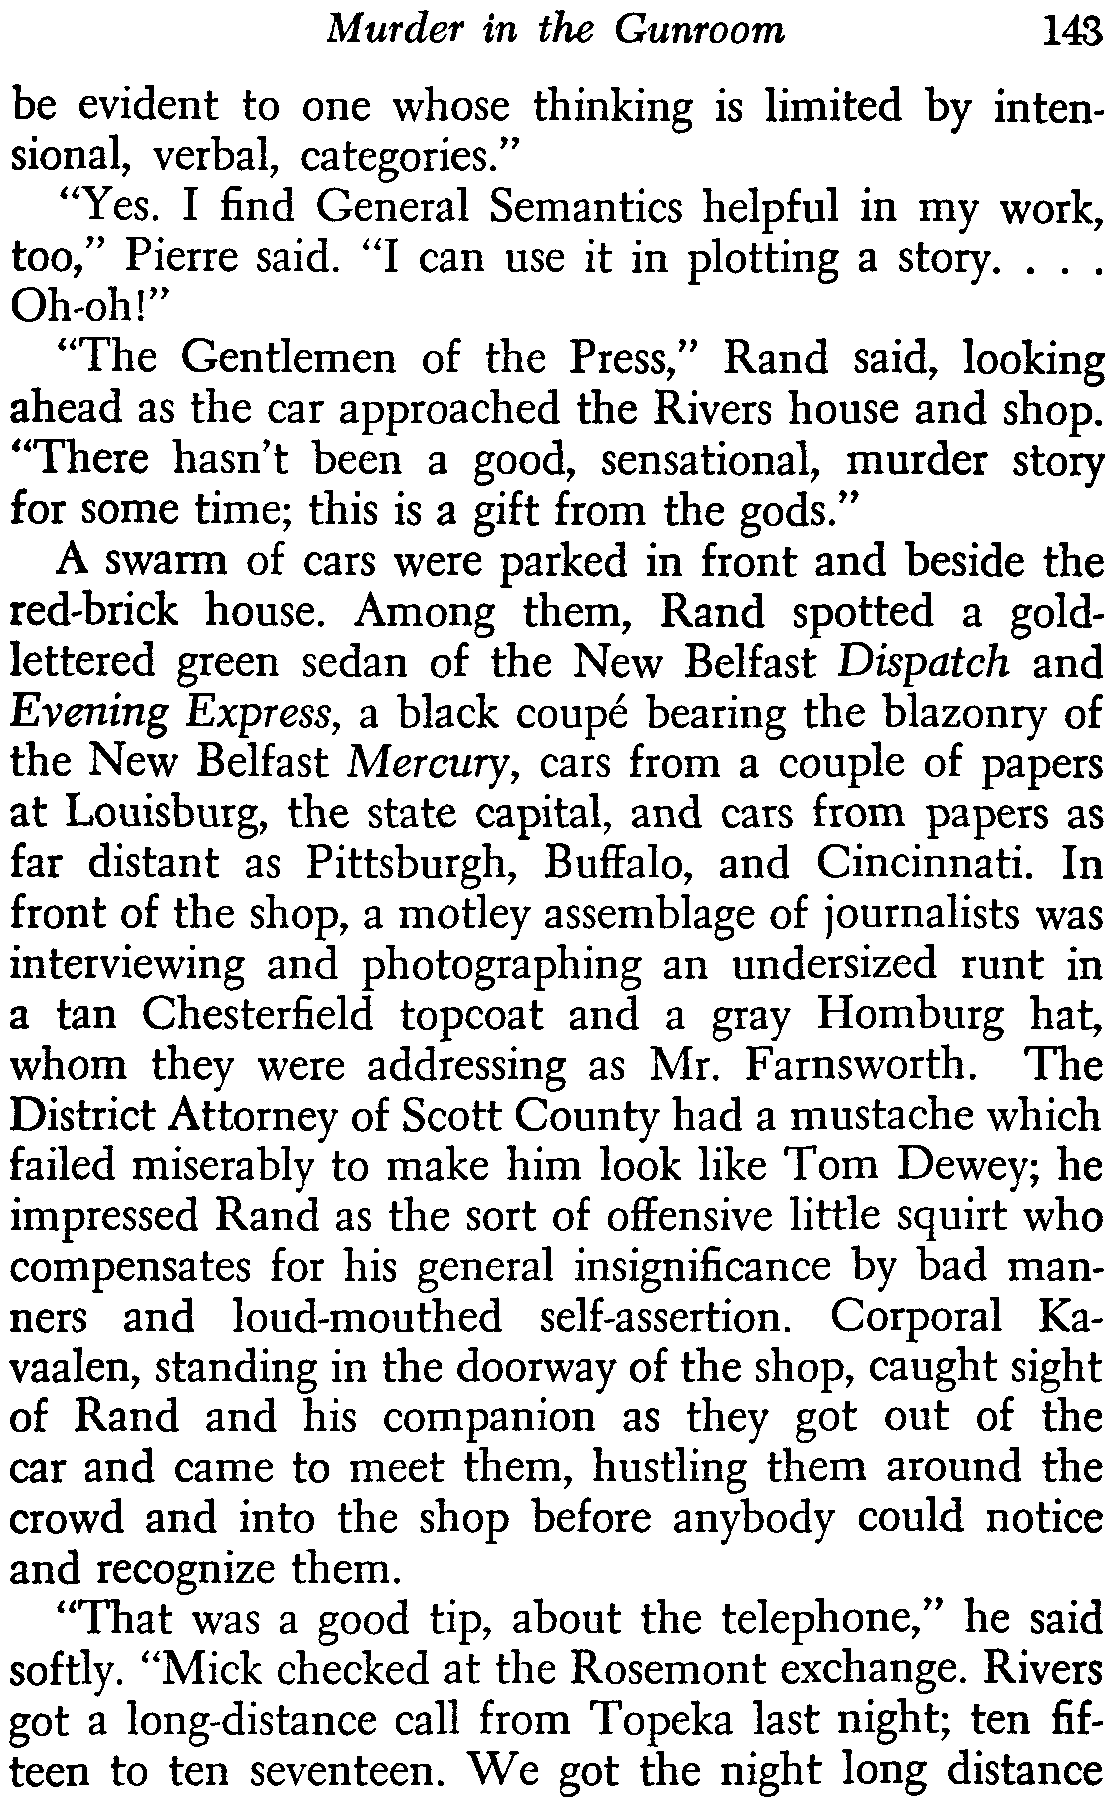 Murder in the Gunroom 143
be evident to one whose thinking is limited by inten-
sional, verbal, categories.”
“Yes. I find General Semantics helpful in my work,
too,” Pierre said. “I can use it in plotting a story. . . .
Oh-oh!”
“The Gentlemen of the Press,” Rand said, looking
ahead as the car approached the Rivers house and shop.
“There hasn’t been a good, sensational, murder story
for some time; this is a gift from the gods.”
A swarm of cars were parked in front and beside the
red-brick house. Among them, Rand spotted a gold-
lettered green sedan of the New Belfast Dispatch and
Evening Express, a black coupé bearing the blazonry of
the New Belfast Mercury, cars from a couple of papers
at Louisburg, the state capital, and cars from papers as
far distant as Pittsburgh, Buffalo, and Cincinnati. In
front of the shop, a motley assemblage of journalists was
interviewing and photographing an undersized runt in
a tan Chesterfield topcoat and a gray Homburg hat,
whom they were addressing as Mr. Farnsworth. The
District Attorney of Scott County had a mustache which
failed miserably to make him look like Tom Dewey; he
impressed Rand as the sort of offensive little squirt who
compensates for his general insignificance by bad man-
ners and loud-mouthed self-assertion. Corporal Ka-
vaalen, standing in the doorway of the shop, caught sight
of Rand and his companion as they got out of the
car and came to meet them, hustling them around the
crowd and into the shop before anybody could notice
and recognize them.
“That was a good tip, about the telephone,” he said
softly. “Mick checked at the Rosemont exchange. Rivers
got a long-distance call from Topeka last night; ten fif-
teen to ten seventeen. We got the night long distance